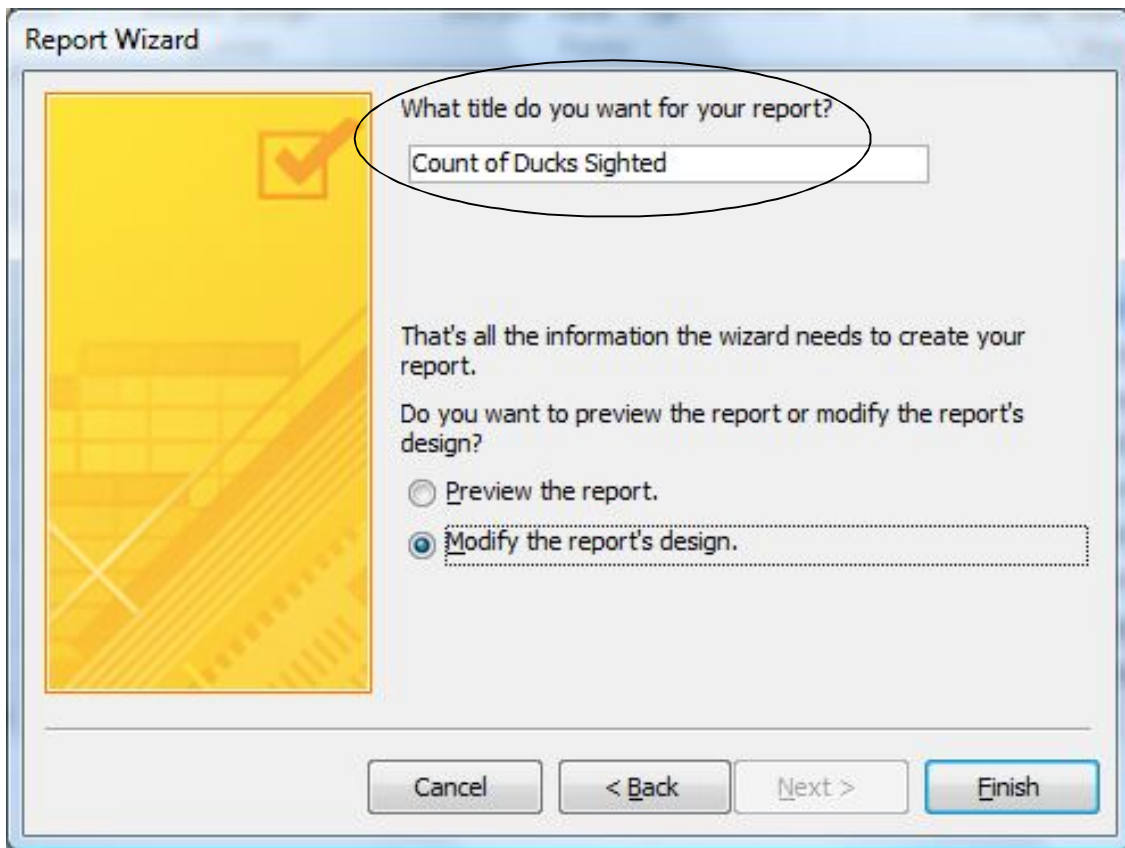 Report Wizard
What title do you want for your report?
Count of Ducks Sighted
That's all the information the wizard needs to create your
report.
Do you want to preview the report or modify the report's
design?
Preview the report.
Modify the report's design.
Cancel
< Back
Next >
Finish